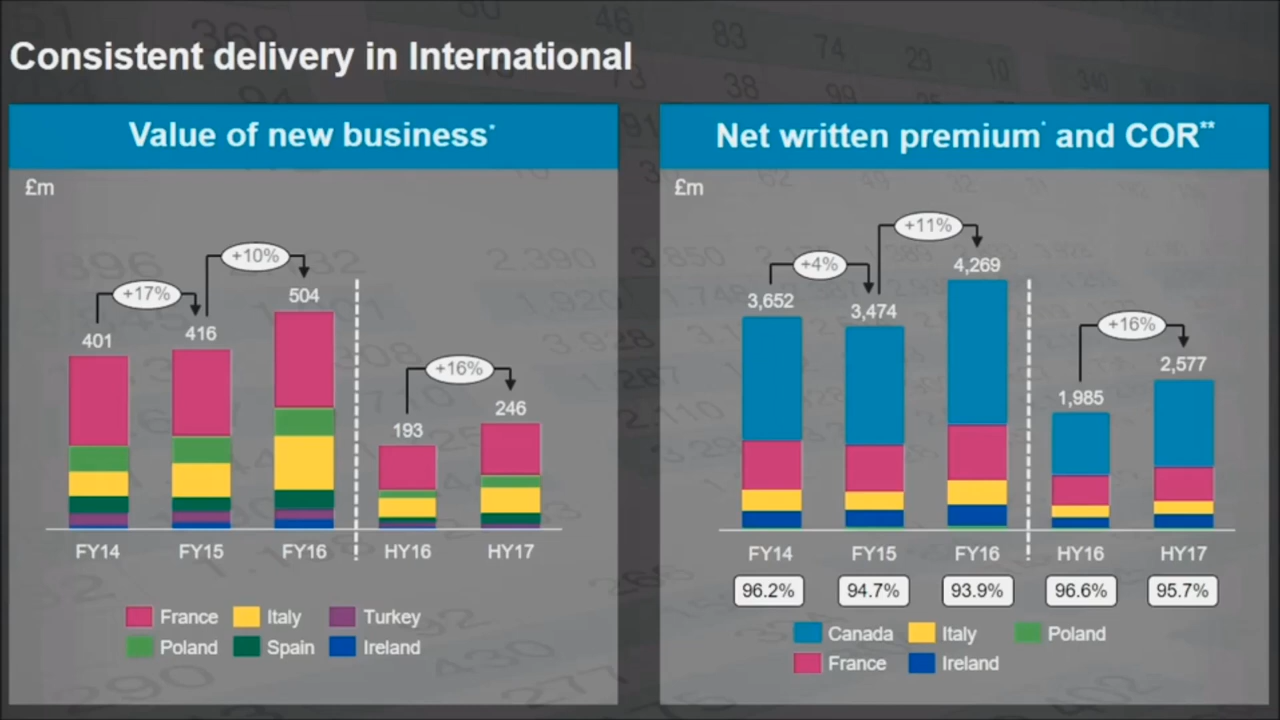 Consistent delivery in International
Value of new business*
£m
+17%
+10%
+16%
401
416
504
193
246
FY14
FY15
FY16
HY16
HY17
France
Italy
Turkey
Poland
Spain
Ireland
Net written premium* and COR**
£m
+4%
+11%
+16%
3,652
3,474
4,269
1,985
2,577
FY14
FY15
FY16
HY16
HY17
96.2%
94.7%
93.9%
96.6%
95.7%
Canada
Italy
Poland
France
Ireland